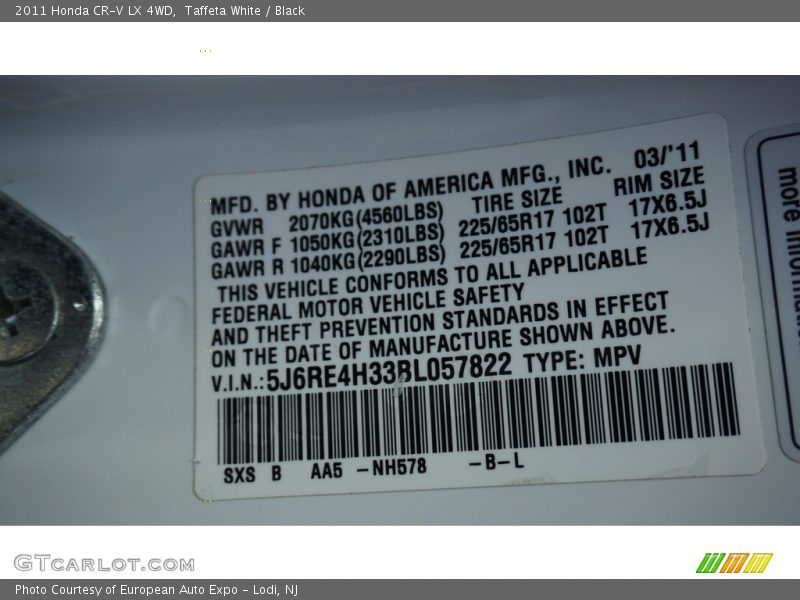 2011 Honda CR-V LX 4WD, Taffeta White / Black
MFD. BY HONDA OF AMERICA MFG., INC. 03/'11
GVWR 2070KG(4560LBS) TIRE SIZE RIM SIZE
GAWR F 1050KG(2310LBS) 225/65R17 102T 17X6.5J
GAWR R 1040KG(2290LBS) 225/65R17 102T 17X6.5J
THIS VEHICLE CONFORMS TO ALL APPLICABLE
FEDERAL MOTOR VEHICLE SAFETY
AND THEFT PREVENTION STANDARDS IN EFFECT
ON THE DATE OF MANUFACTURE SHOWN ABOVE.
V.I.N.:5J6RE4H33BL057822 TYPE: MPV
SXS B AA5 -NH578 -B-L
more
GTCARLOT.COM
Photo Courtesy of European Auto Expo - Lodi, NJ